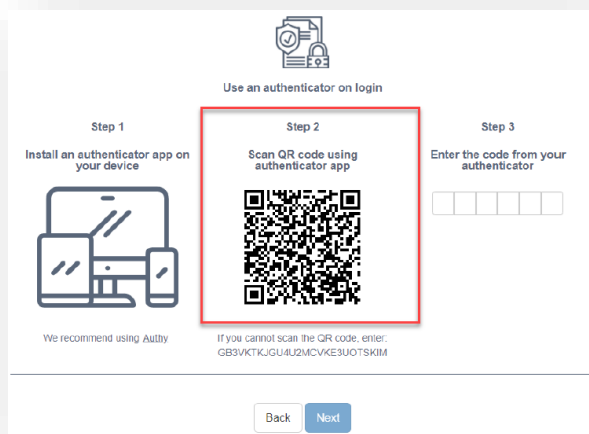 Use an authenticator on login
Step 1
Install an authenticator app on
your device
We recommend using Authy
Step 2
Scan QR code using
authenticator app
If you cannot scan the QR code, enter:
GB3VKTKJGU4U2MCVKE3UOTSKIM
Step 3
Enter the code from your
authenticator
Back
Next